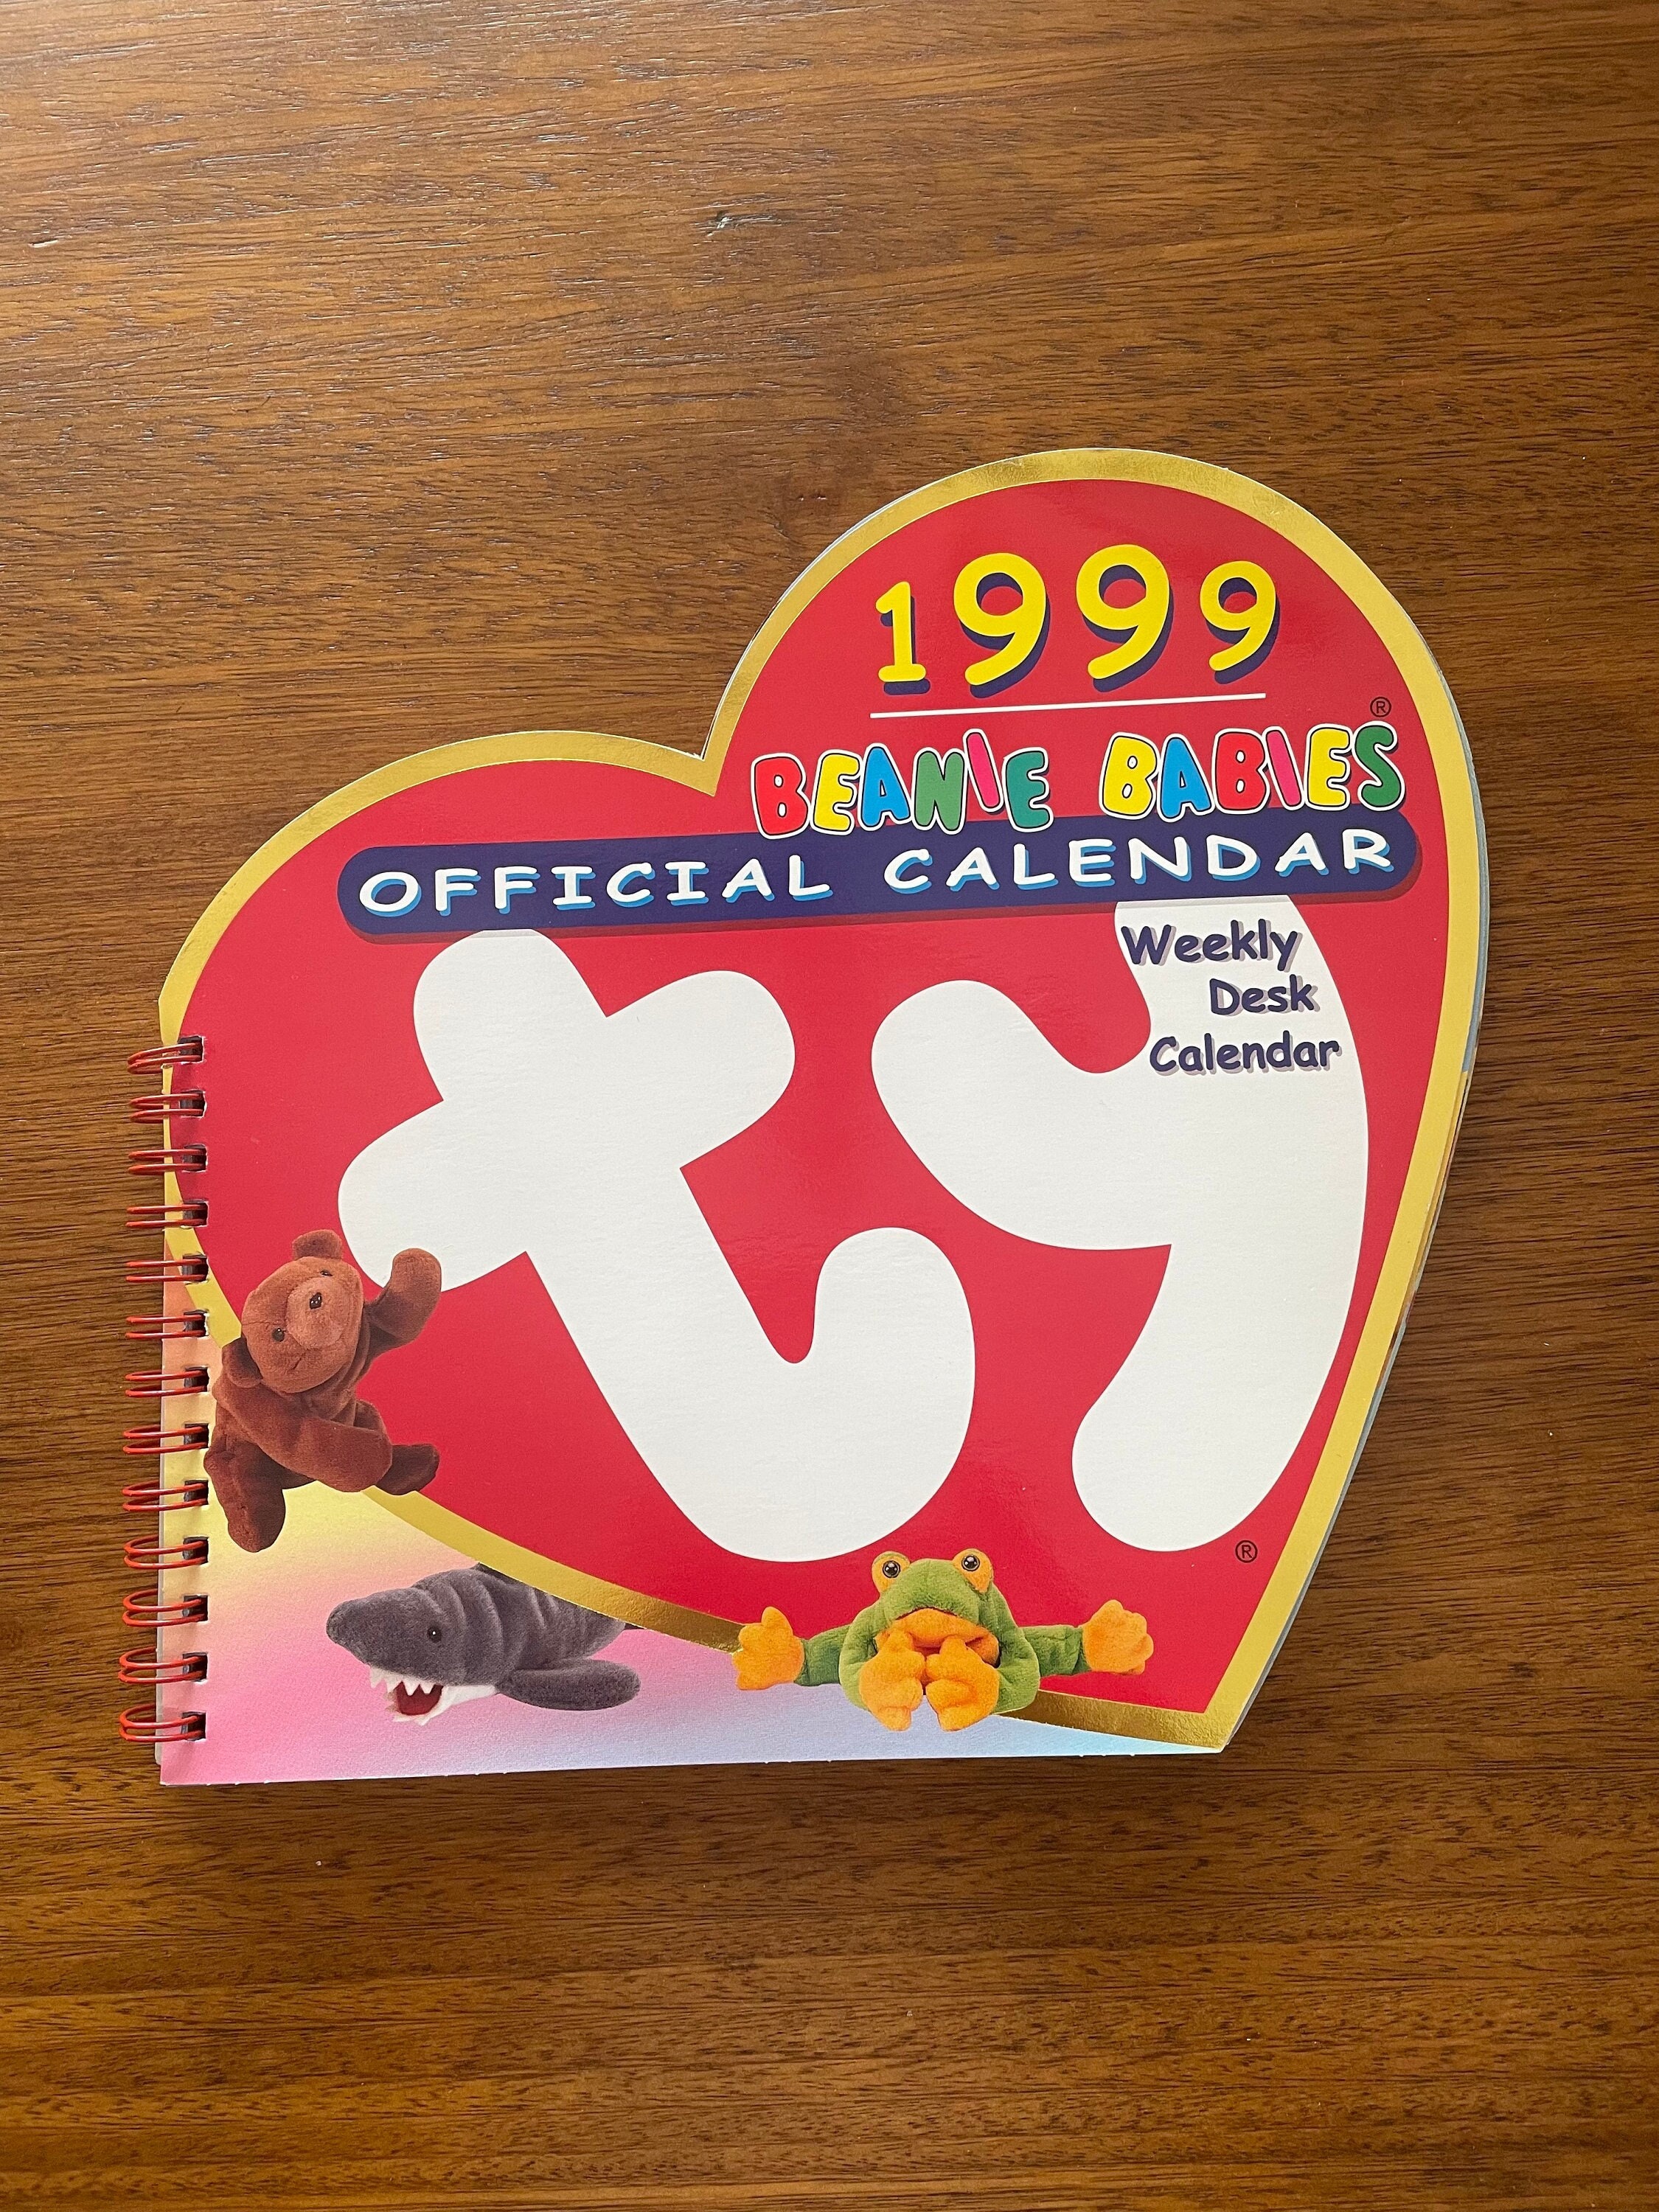 1999
BEANIE BABIES®
OFFICIAL CALENDAR
Weekly
Desk
Calendar
ty®